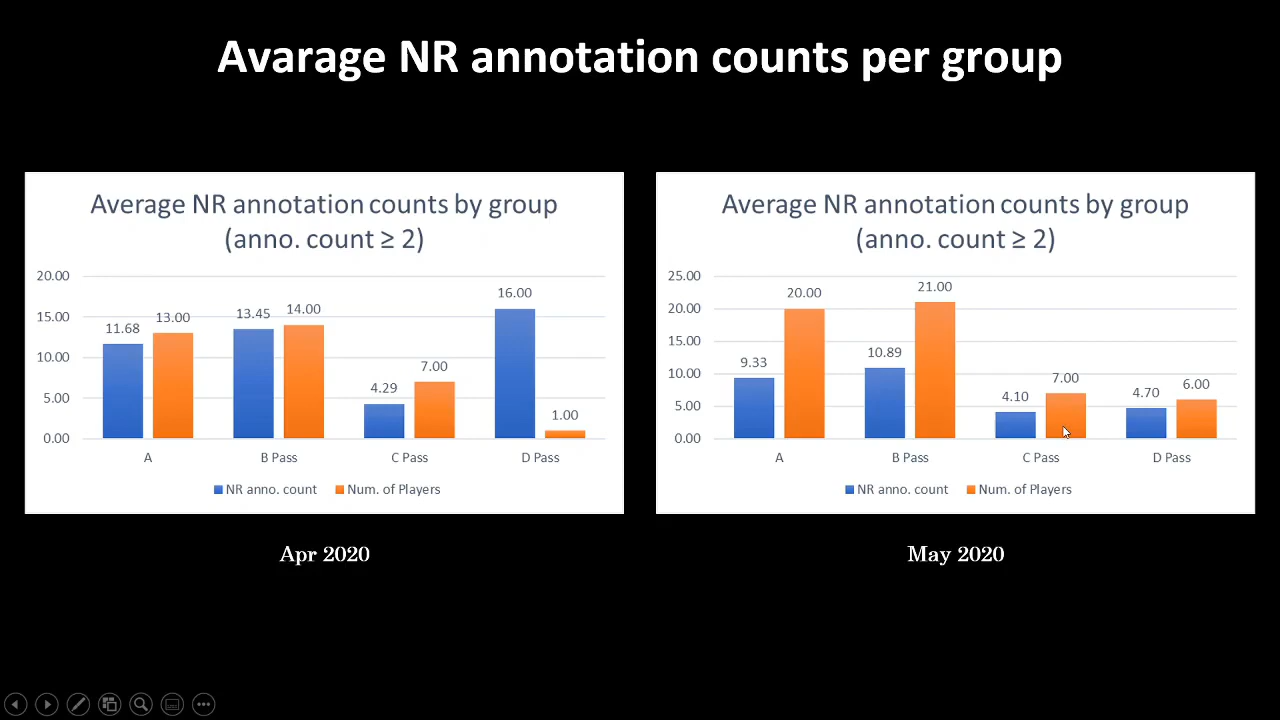 Avarage NR annotation counts per group
Average NR annotation counts by group
(anno. count ≥ 2)
20.00
15.00
10.00
5.00
0.00
11.68
13.00
13.45
14.00
4.29
7.00
16.00
1.00
A
B Pass
C Pass
D Pass
NR anno. count
Num. of Players
Apr 2020
Average NR annotation counts by group
(anno. count ≥ 2)
25.00
20.00
15.00
10.00
5.00
0.00
9.33
20.00
10.89
21.00
4.10
7.00
4.70
6.00
A
B Pass
C Pass
D Pass
NR anno. count
Num. of Players
May 2020